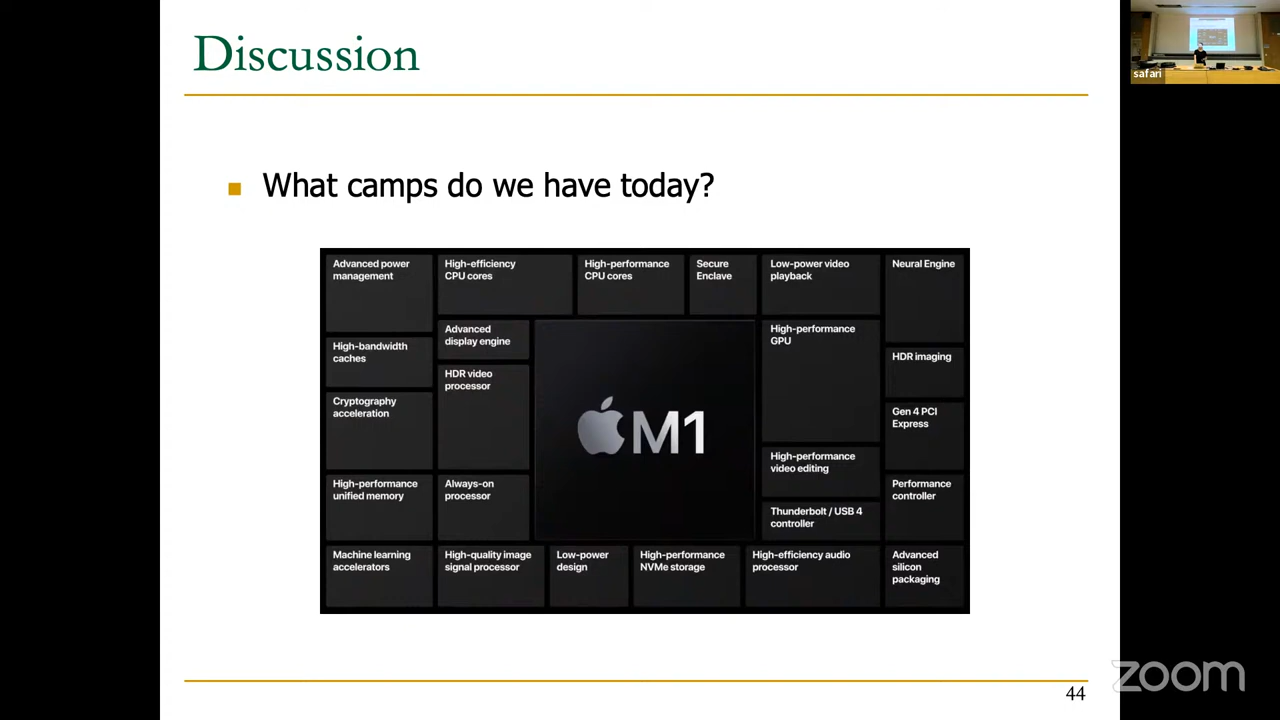 Discussion
safari
What camps do we have today?
Advanced power
management
High-efficiency
CPU cores
High-performance
CPU cores
Secure
Enclave
Low-power video
playback
Neural Engine
Advanced
display engine
High-performance
GPU
High-bandwidth
caches
HDR imaging
HDR video
processor
Cryptography
acceleration
M1
Gen 4 PCI
Express
High-performance
video editing
High-performance
unified memory
Always-on
processor
Performance
controller
Thunderbolt / USB 4
controller
Machine learning
accelerators
High-quality image
signal processor
Low-power
design
High-performance
NVMe storage
High-efficiency audio
processor
Advanced
silicon
packaging
44
zoom